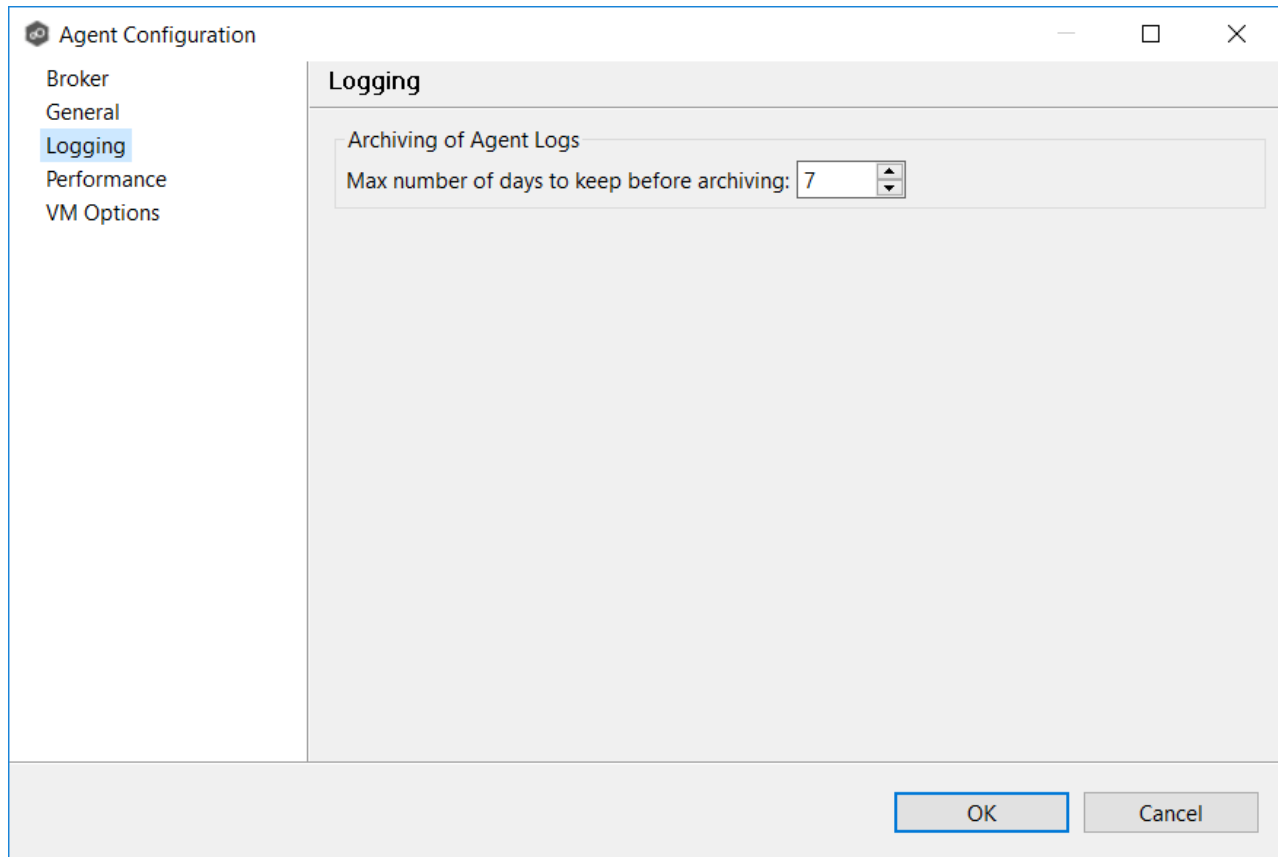 Agent Configuration
Broker
General
Logging
Performance
VM Options
Logging
Archiving of Agent Logs
Max number of days to keep before archiving: 7
OK Cancel